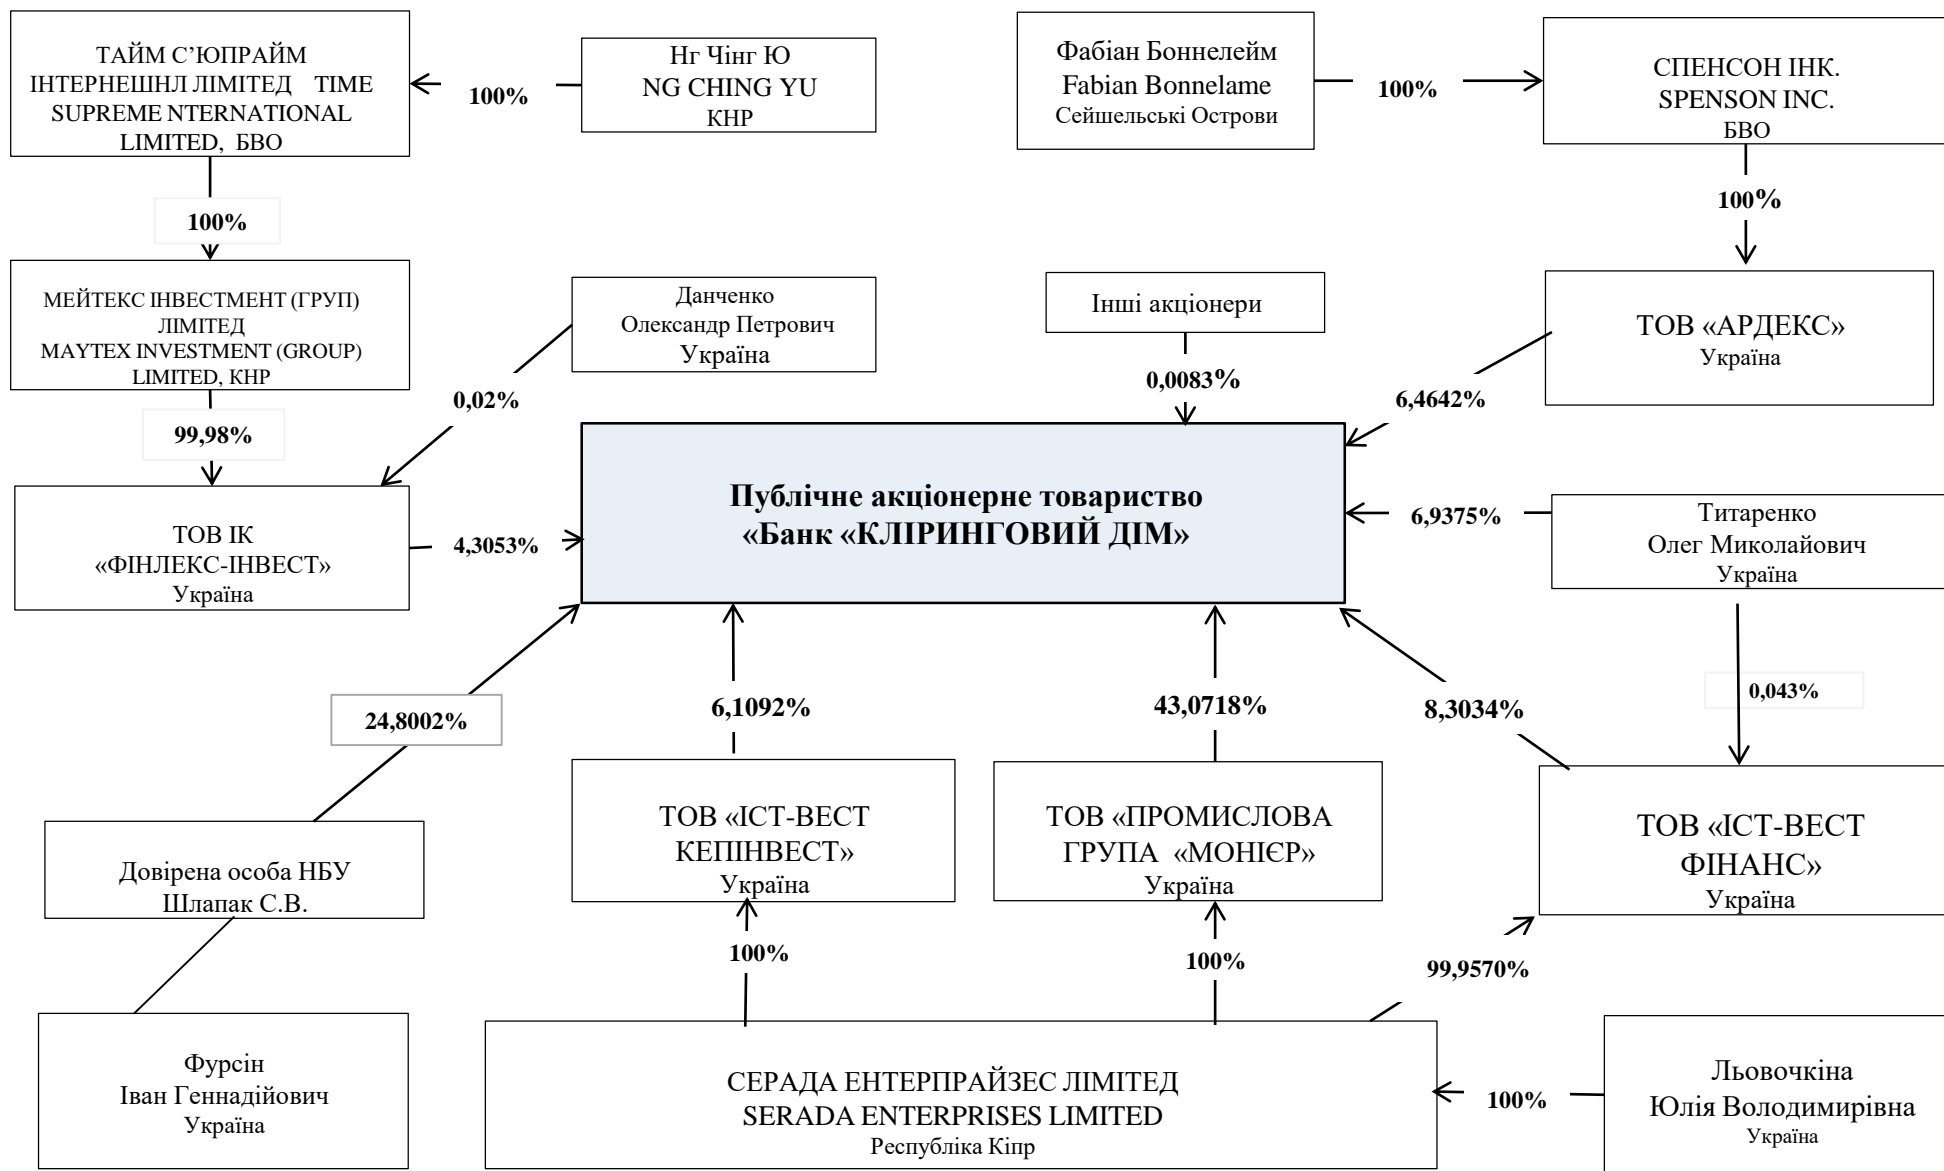 ТАЙМ С’ЮПРАЙМ
ІНТЕРНЕШНЛ ЛІМІТЕД TIME
SUPREME NTERNATIONAL
LIMITED, БВО
100%
Нг Чінг Ю
NG CHING YU
КНР
Фабіан Боннелейм
Fabian Bonnelame
Сейшельські Острови
100%
СПЕНСОН ІНК.
SPENSON INC.
БВО
100%
100%
МЕЙТЕКС ІНВЕСТМЕНТ (ГРУП)
ЛІМІТЕД
MAYTEX INVESTMENT (GROUP)
LIMITED, КНР
Данченко
Олександр Петрович
Україна
Інші акціонери
ТОВ «АРДЕКС»
Україна
0,02%
0,0083%
6,4642%
99,98%
ТОВ ІК
«ФІНЛЕКС-ІНВЕСТ»
Україна
4,3053%
Публічне акціонерне товариство
«Банк «КЛІРИНГОВИЙ ДІМ»
6,9375%
Титаренко
Олег Миколайович
Україна
24,8002%
6,1092%
43,0718%
8,3034%
0,043%
Довірена особа НБУ
Шлапак С.В.
ТОВ «ІСТ-ВЕСТ
КЕПІНВЕСТ»
Україна
ТОВ «ПРОМИСЛОВА
ГРУПА «МОНІЄР»
Україна
ТОВ «ІСТ-ВЕСТ
ФІНАНС»
Україна
100%
100%
99,9570%
Фурсін
Іван Геннадійович
Україна
СЕРАДА ЕНТЕРПРАЙЗЕС ЛІМІТЕД
SERADA ENTERPRISES LIMITED
Республіка Кіпр
100%
Льовочкіна
Юлія Володимирівна
Україна